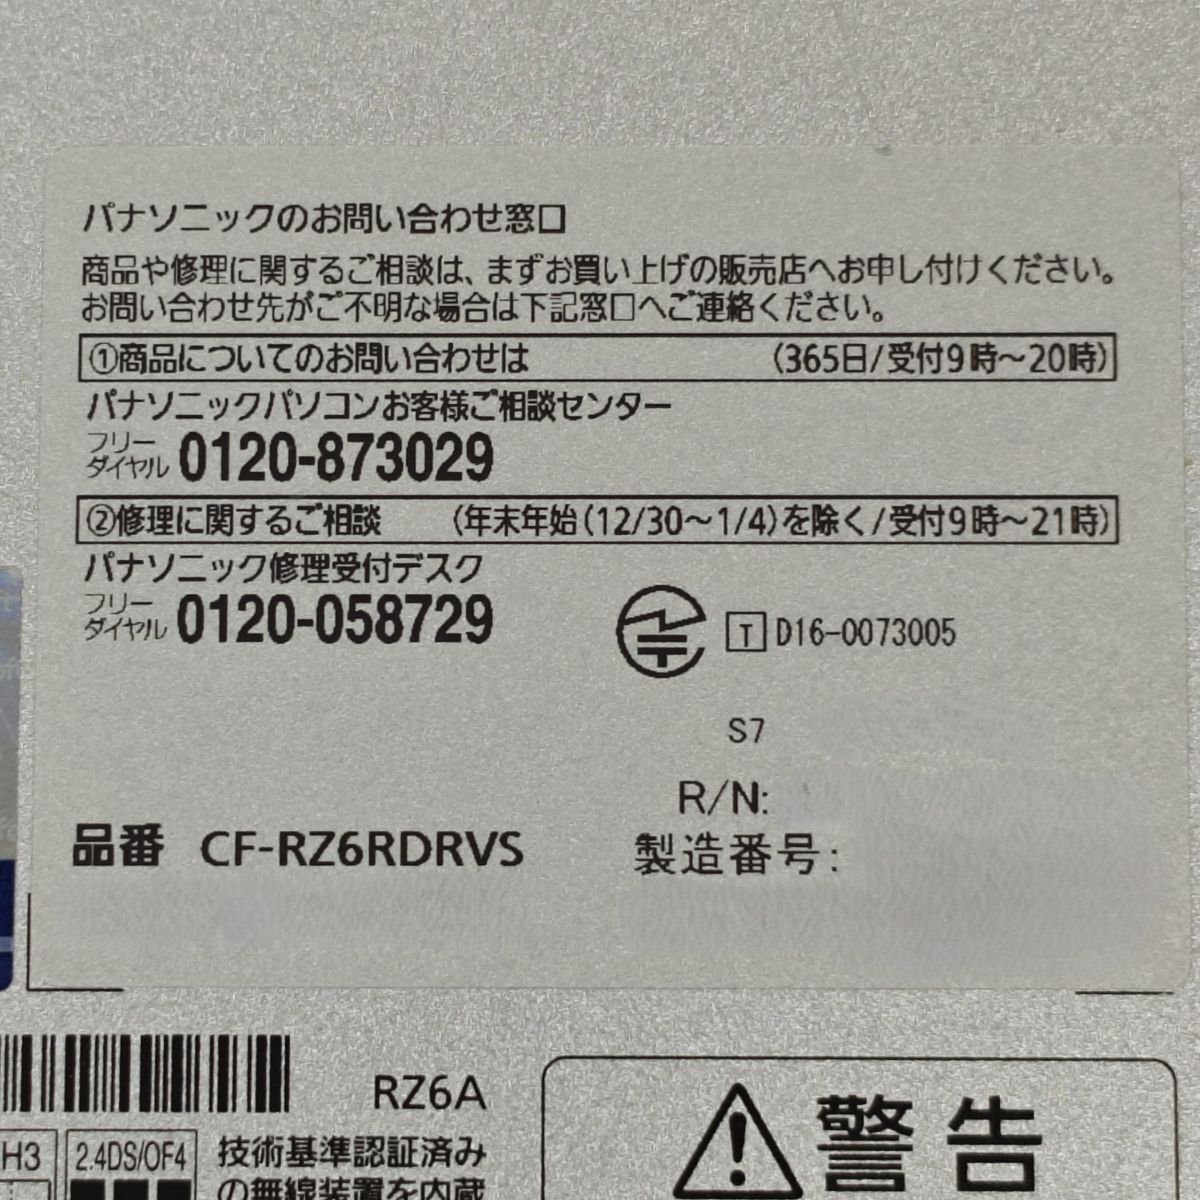 パナソニックのお問い合わせ窓口
商品や修理に関するご相談は、まずお買い上げの販売店へお申し付けください。
お問い合わせ先がご不明な場合は下記窓口へご連絡ください。
①商品についてのお問い合わせは (365日/受付9時～20時)
パナソニックパソコンお客様ご相談センター
フリーダイヤル 0120-873029
②修理に関するご相談 (年末年始(12/30～1/4)を除く/受付9時～21時)
パナソニック修理受付デスク
フリーダイヤル 0120-058729
T D16-0073005
S7
R/N:
品番 CF-RZ6RDRVS
製造番号:
RZ6A
H3 2.4DS/OF4
技術基準認証済み
の無線装置を内蔵
警告